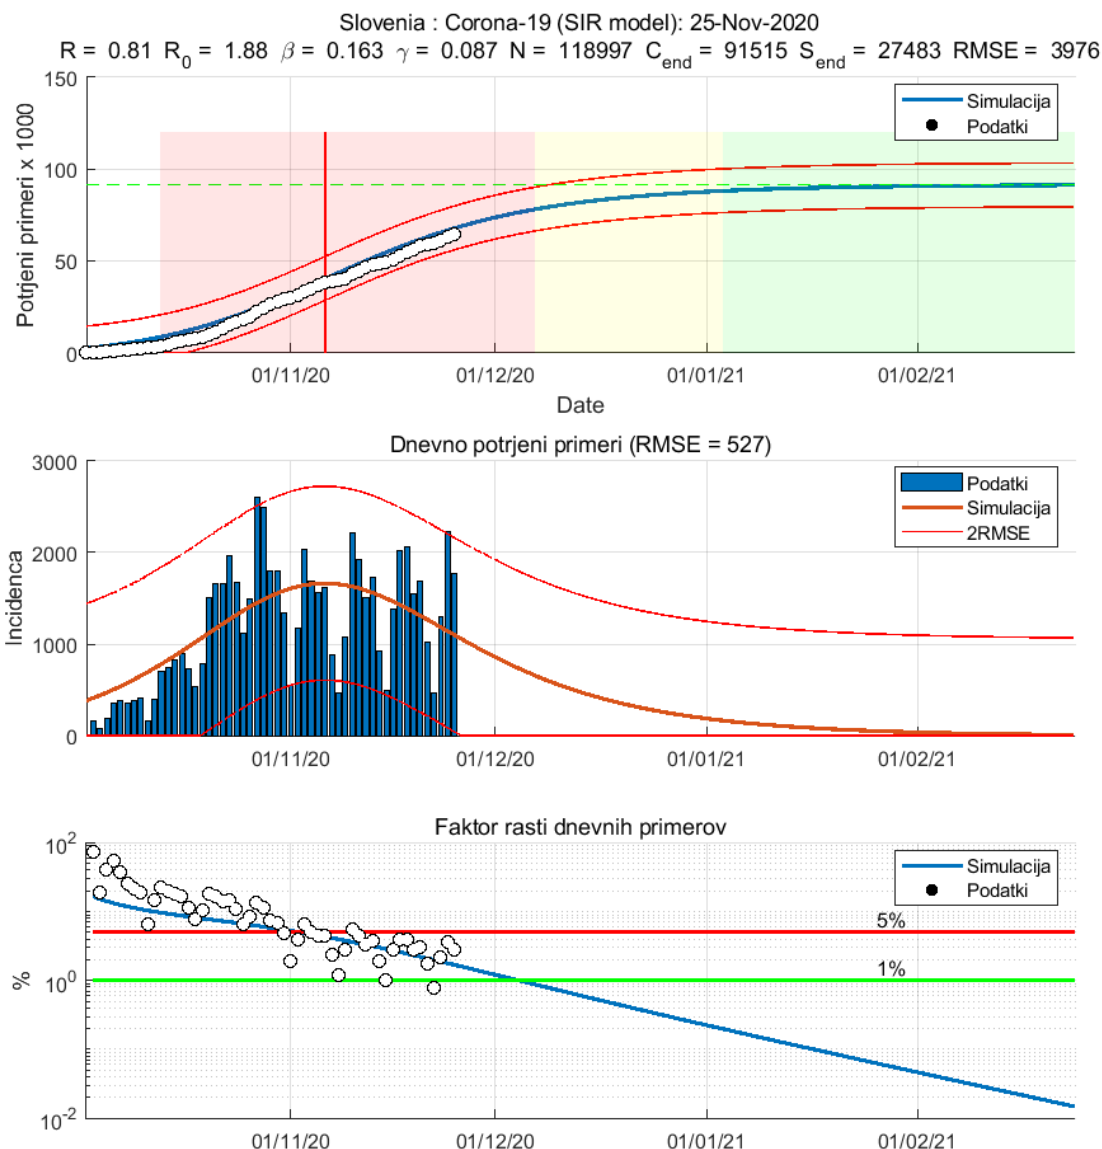 Slovenia : Corona-19 (SIR model): 25-Nov-2020
R = 0.81 R0 = 1.88 β = 0.163 γ = 0.087 N = 118997 Cend = 91515 Send = 27483 RMSE = 3976
150
100
50
0
Potrjeni primeri x 1000
Simulacija
Podatki
01/11/20 01/12/20 01/01/21 01/02/21
Date
Dnevno potrjeni primeri (RMSE = 527)
3000
2000
1000
0
Incidenca
Podatki
Simulacija
2RMSE
01/11/20 01/12/20 01/01/21 01/02/21
Faktor rasti dnevnih primerov
10^2
10^0
10^-2
%
Simulacija
Podatki
5%
1%
01/11/20 01/12/20 01/01/21 01/02/21